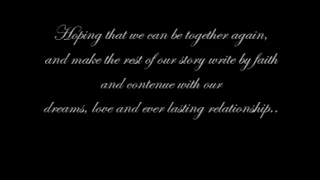 Hoping that we can be together again,
and make the rest of our story write by faith
and contenue with our
dreams, love and ever lasting relationship..